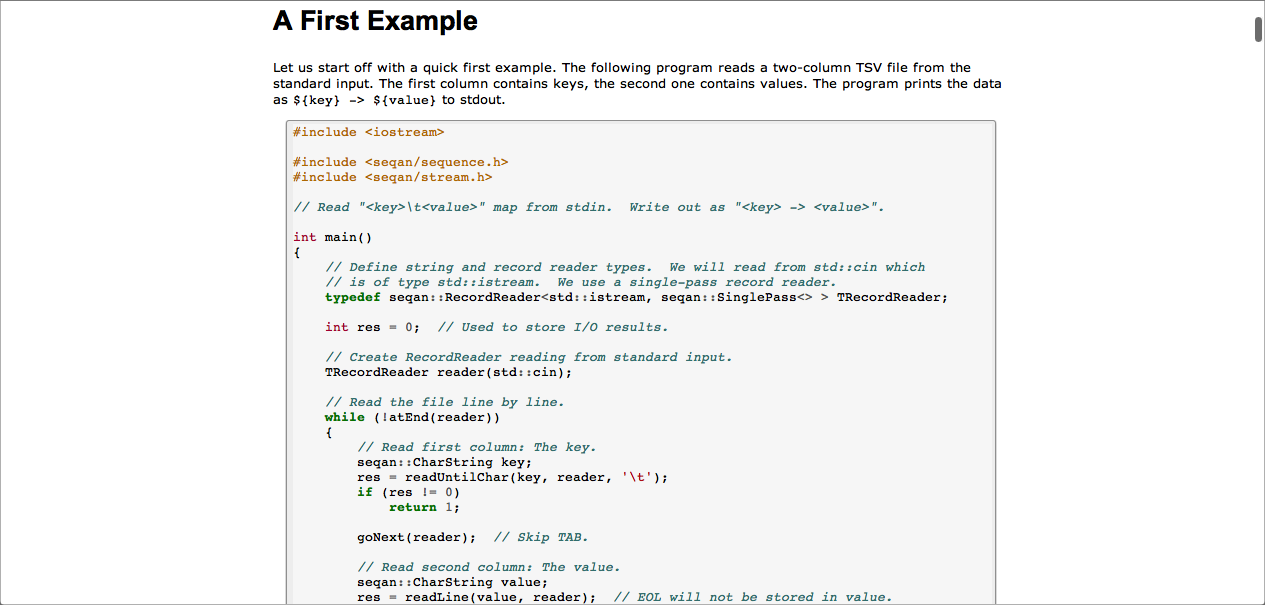 A First Example
Let us start off with a quick first example. The following program reads a two-column TSV file from the
standard input. The first column contains keys, the second one contains values. The program prints the data
as ${key} -> ${value} to stdout.
#include <iostream>
#include <seqan/sequence.h>
#include <seqan/stream.h>
// Read "<key>\t<value>" map from stdin.  Write out as "<key> -> <value>".
int main()
{
    // Define string and record reader types.  We will read from std::cin which
    // is of type std::istream.  We use a single-pass record reader.
    typedef seqan::RecordReader<std::istream, seqan::SinglePass<> > TRecordReader;
    int res = 0;  // Used to store I/O results.
    // Create RecordReader reading from standard input.
    TRecordReader reader(std::cin);
    // Read the file line by line.
    while (!atEnd(reader))
    {
        // Read first column: The key.
        seqan::CharString key;
        res = readUntilChar(key, reader, '\t');
        if (res != 0)
            return 1;
        goNext(reader);  // Skip TAB.
        // Read second column: The value.
        seqan::CharString value;
        res = readLine(value, reader);  // EOL will not be stored in value.